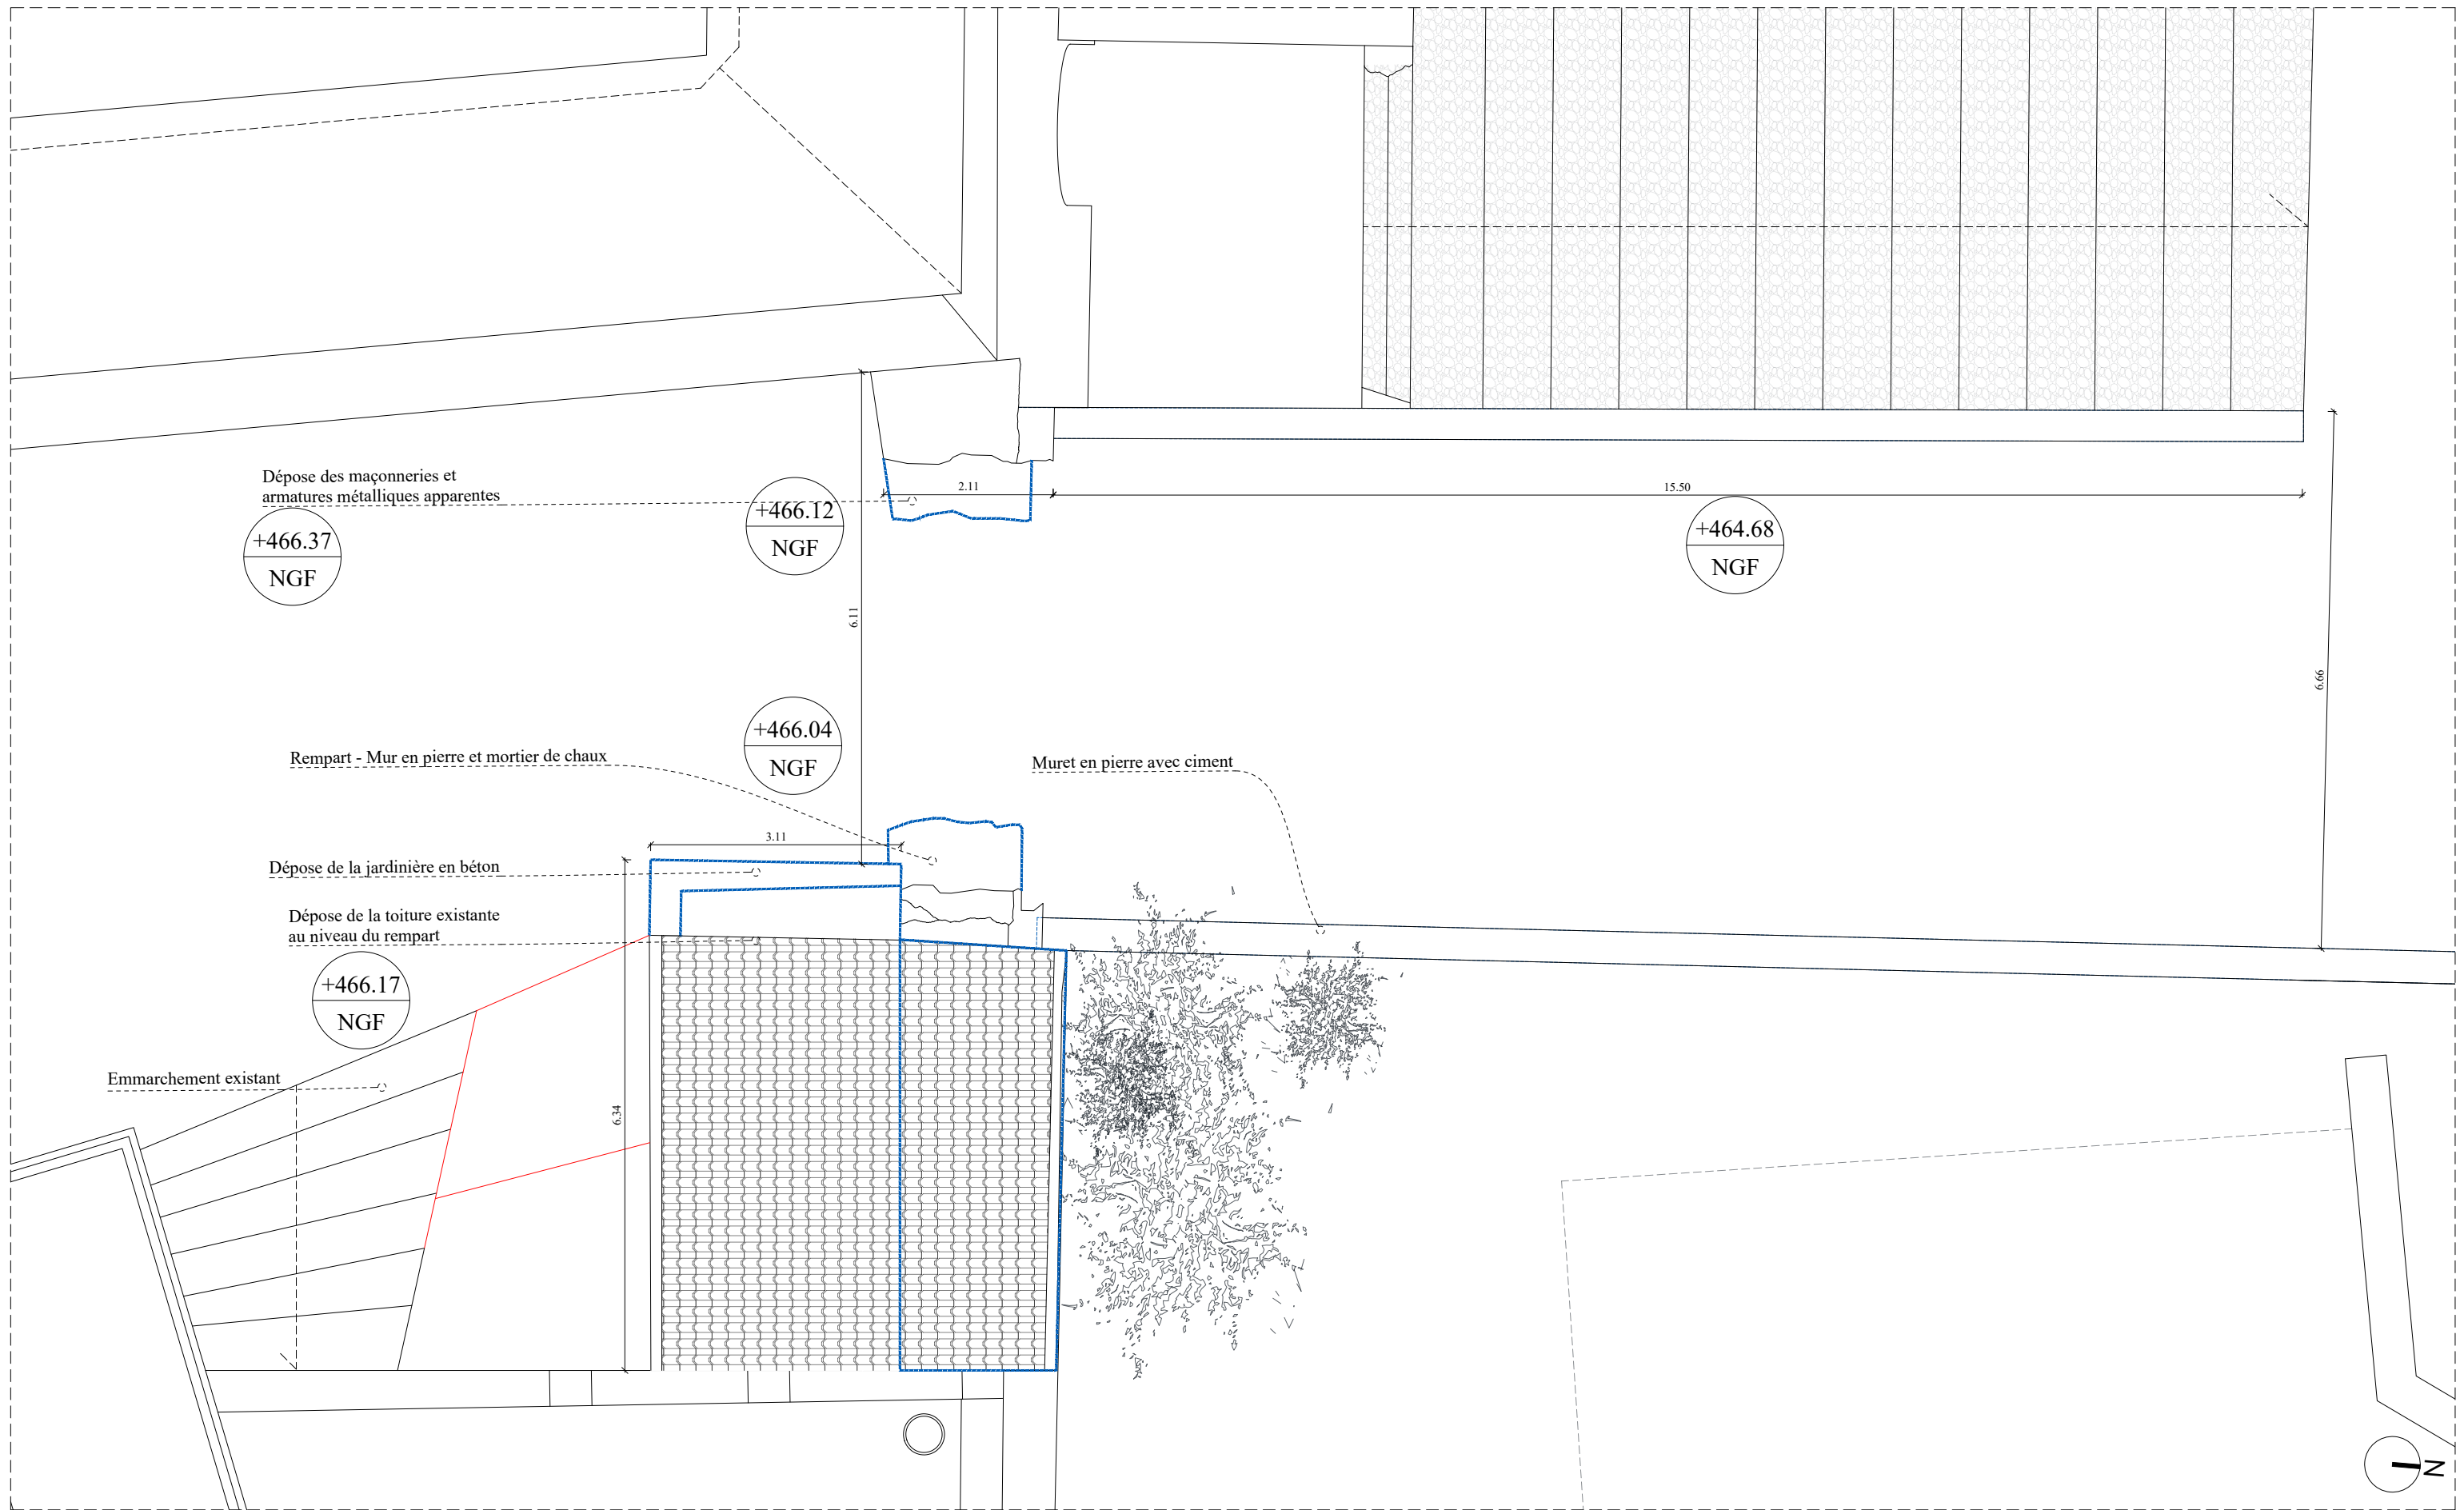 Dépose des maçonneries et
armatures métalliques apparentes
+466.37
NGF
+466.12
NGF
2.11
15.50
+464.68
NGF
6.11
6.66
+466.04
NGF
Rempart - Mur en pierre et mortier de chaux
Muret en pierre avec ciment
3.11
Dépose de la jardinière en béton
Dépose de la toiture existante
au niveau du rempart
+466.17
NGF
Emmarchement existant
6.34
N